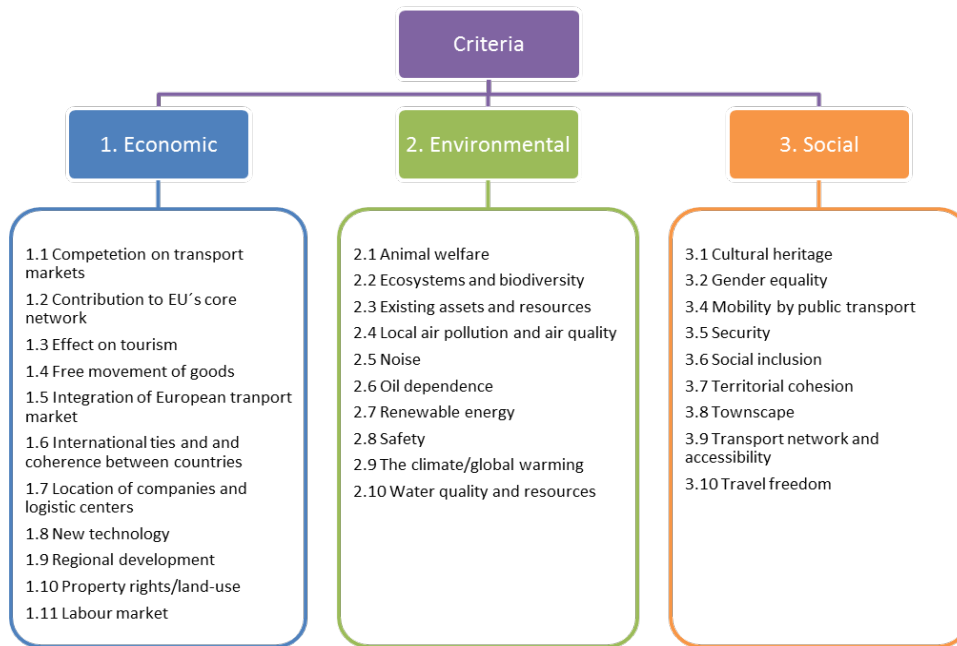 Criteria
1. Economic
2. Environmental
3. Social
1.1 Competetion on transport
markets
1.2 Contribution to EU´s core
network
1.3 Effect on tourism
1.4 Free movement of goods
1.5 Integration of European tranport
market
1.6 International ties and and
coherence between countries
1.7 Location of companies and
logistic centers
1.8 New technology
1.9 Regional development
1.10 Property rights/land-use
1.11 Labour market
2.1 Animal welfare
2.2 Ecosystems and biodiversity
2.3 Existing assets and resources
2.4 Local air pollution and air quality
2.5 Noise
2.6 Oil dependence
2.7 Renewable energy
2.8 Safety
2.9 The climate/global warming
2.10 Water quality and resources
3.1 Cultural heritage
3.2 Gender equality
3.4 Mobility by public transport
3.5 Security
3.6 Social inclusion
3.7 Territorial cohesion
3.8 Townscape
3.9 Transport network and
accessibility
3.10 Travel freedom